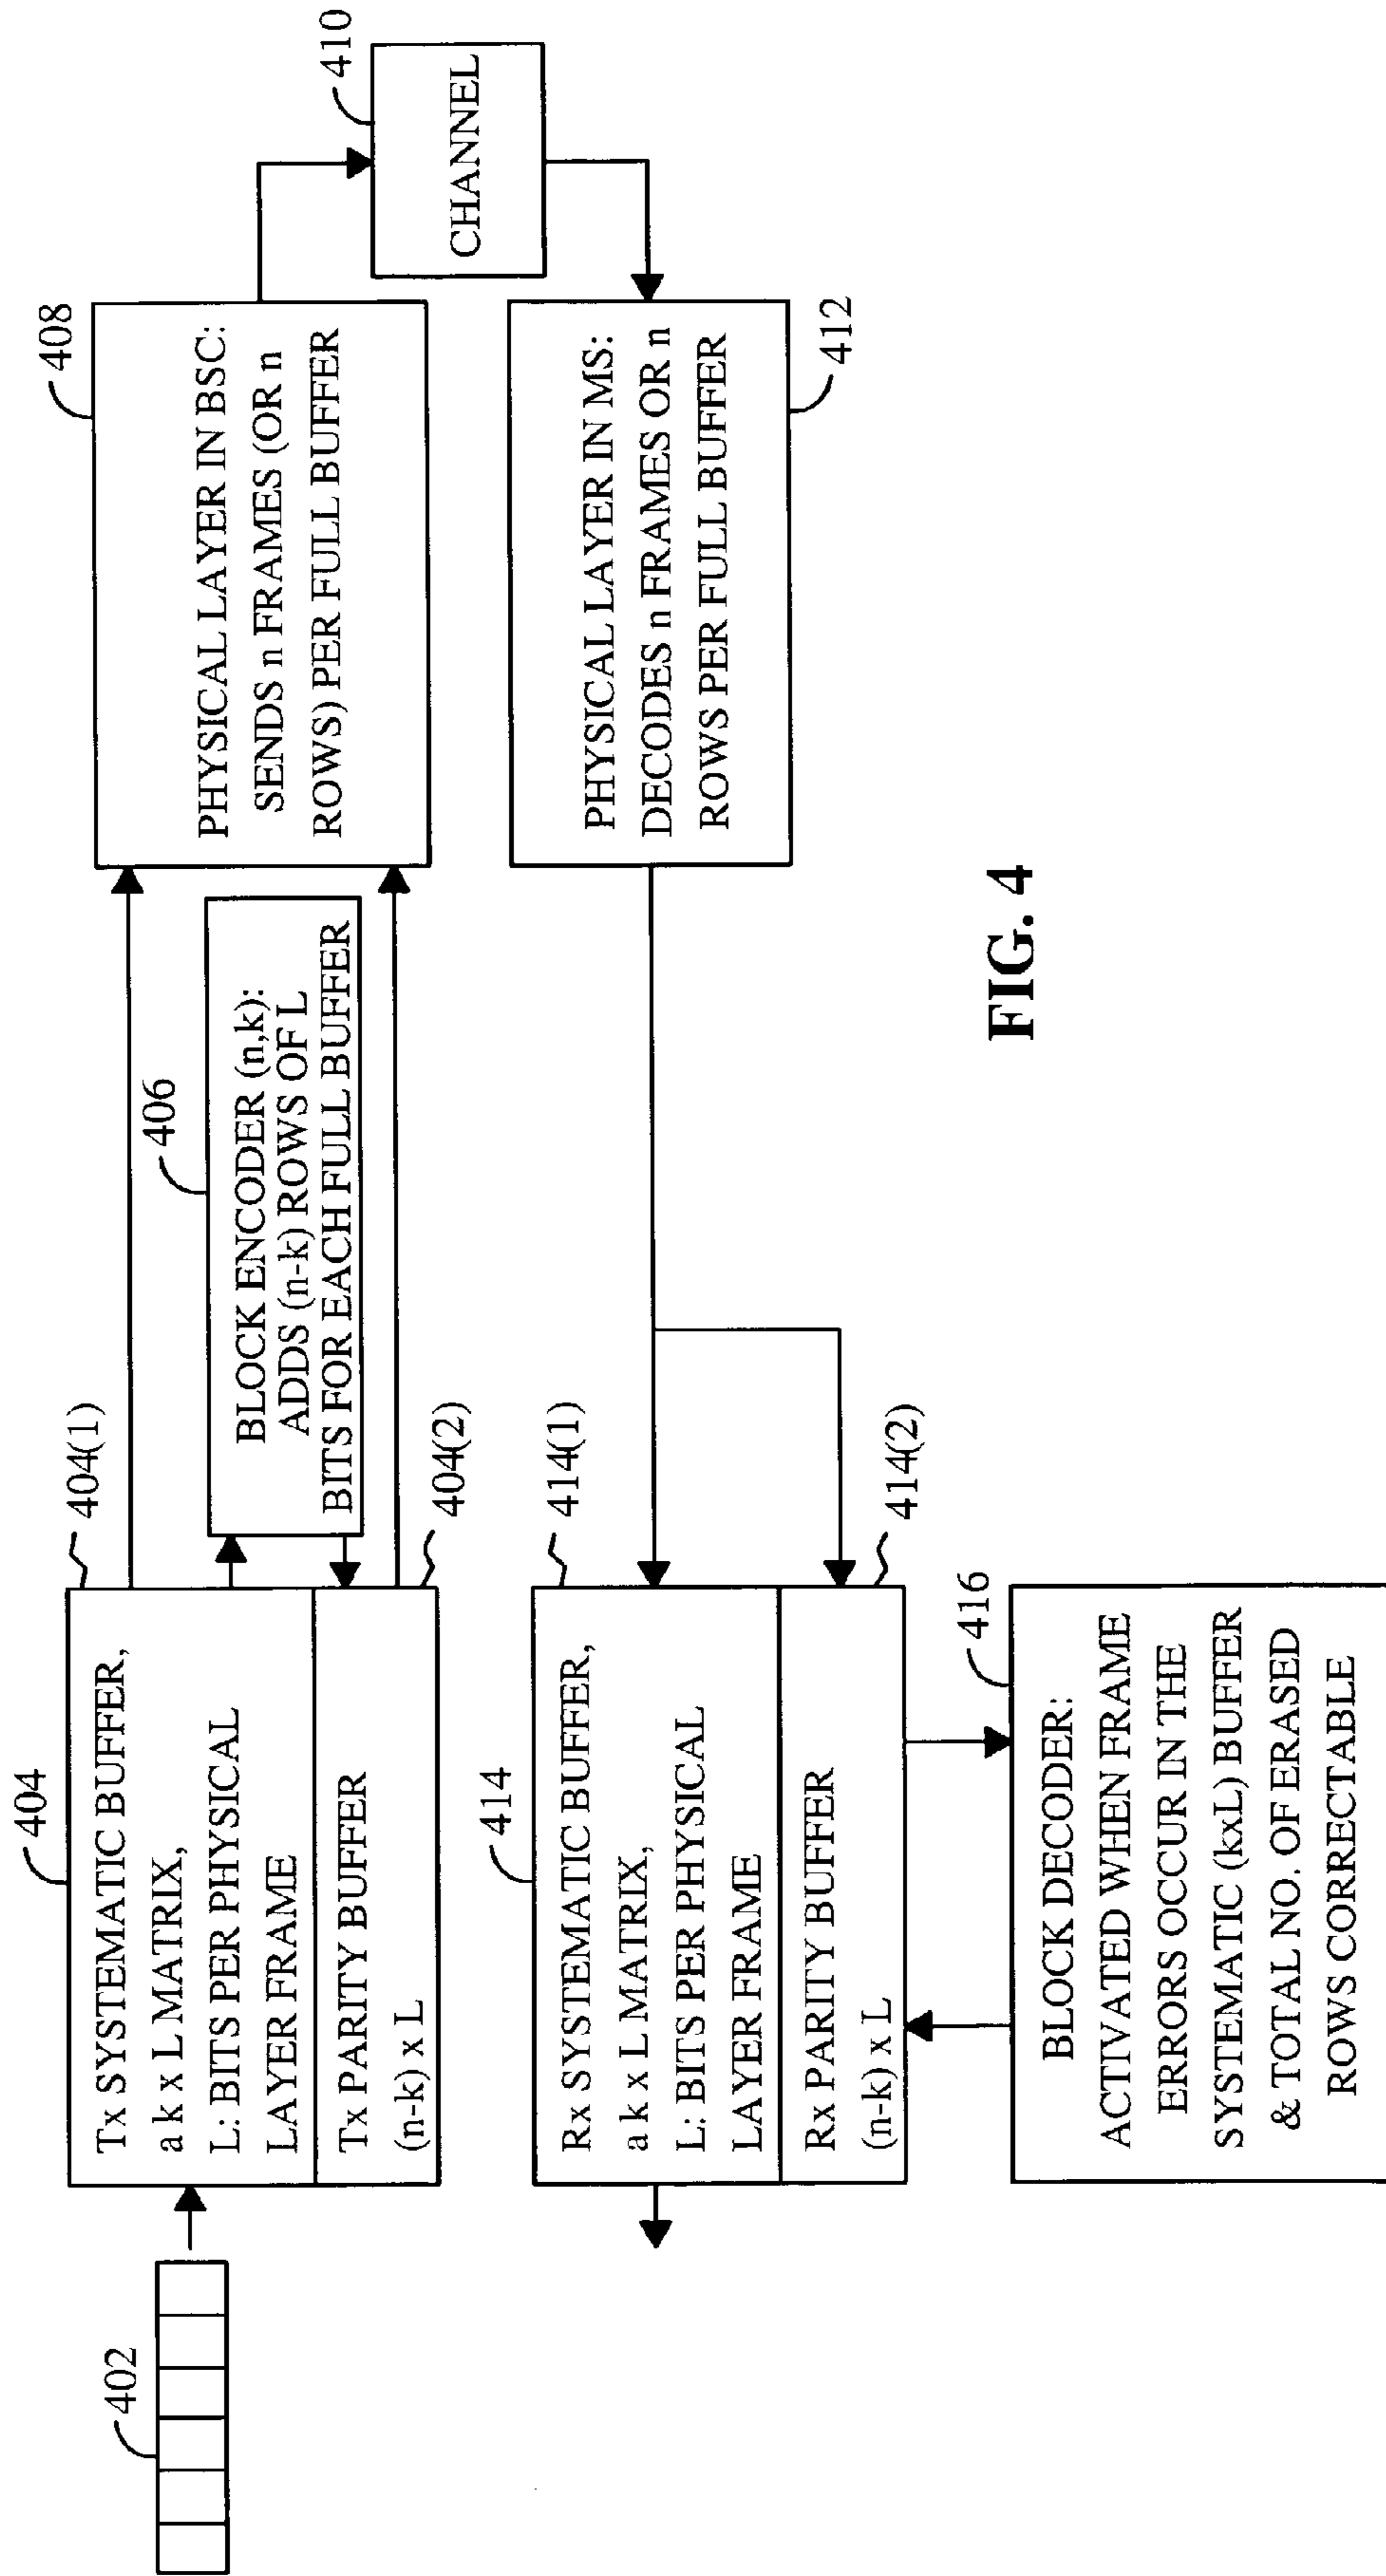 402
404
Tx SYSTEMATIC BUFFER,
a k x L MATRIX,
L: BITS PER PHYSICAL
LAYER FRAME
404(1)
Tx PARITY BUFFER
(n-k) x L
404(2)
406
BLOCK ENCODER (n,k):
ADDS (n-k) ROWS OF L
BITS FOR EACH FULL BUFFER
408
PHYSICAL LAYER IN BSC:
SENDS n FRAMES (OR n
ROWS) PER FULL BUFFER
410
CHANNEL
PHYSICAL LAYER IN MS:
DECODES n FRAMES OR n
ROWS PER FULL BUFFER
412
414
Rx SYSTEMATIC BUFFER,
a k x L MATRIX,
L: BITS PER PHYSICAL
LAYER FRAME
414(1)
Rx PARITY BUFFER
(n-k) x L
414(2)
416
BLOCK DECODER:
ACTIVATED WHEN FRAME
ERRORS OCCUR IN THE
SYSTEMATIC (kxL) BUFFER
& TOTAL NO. OF ERASED
ROWS CORRECTABLE
FIG. 4